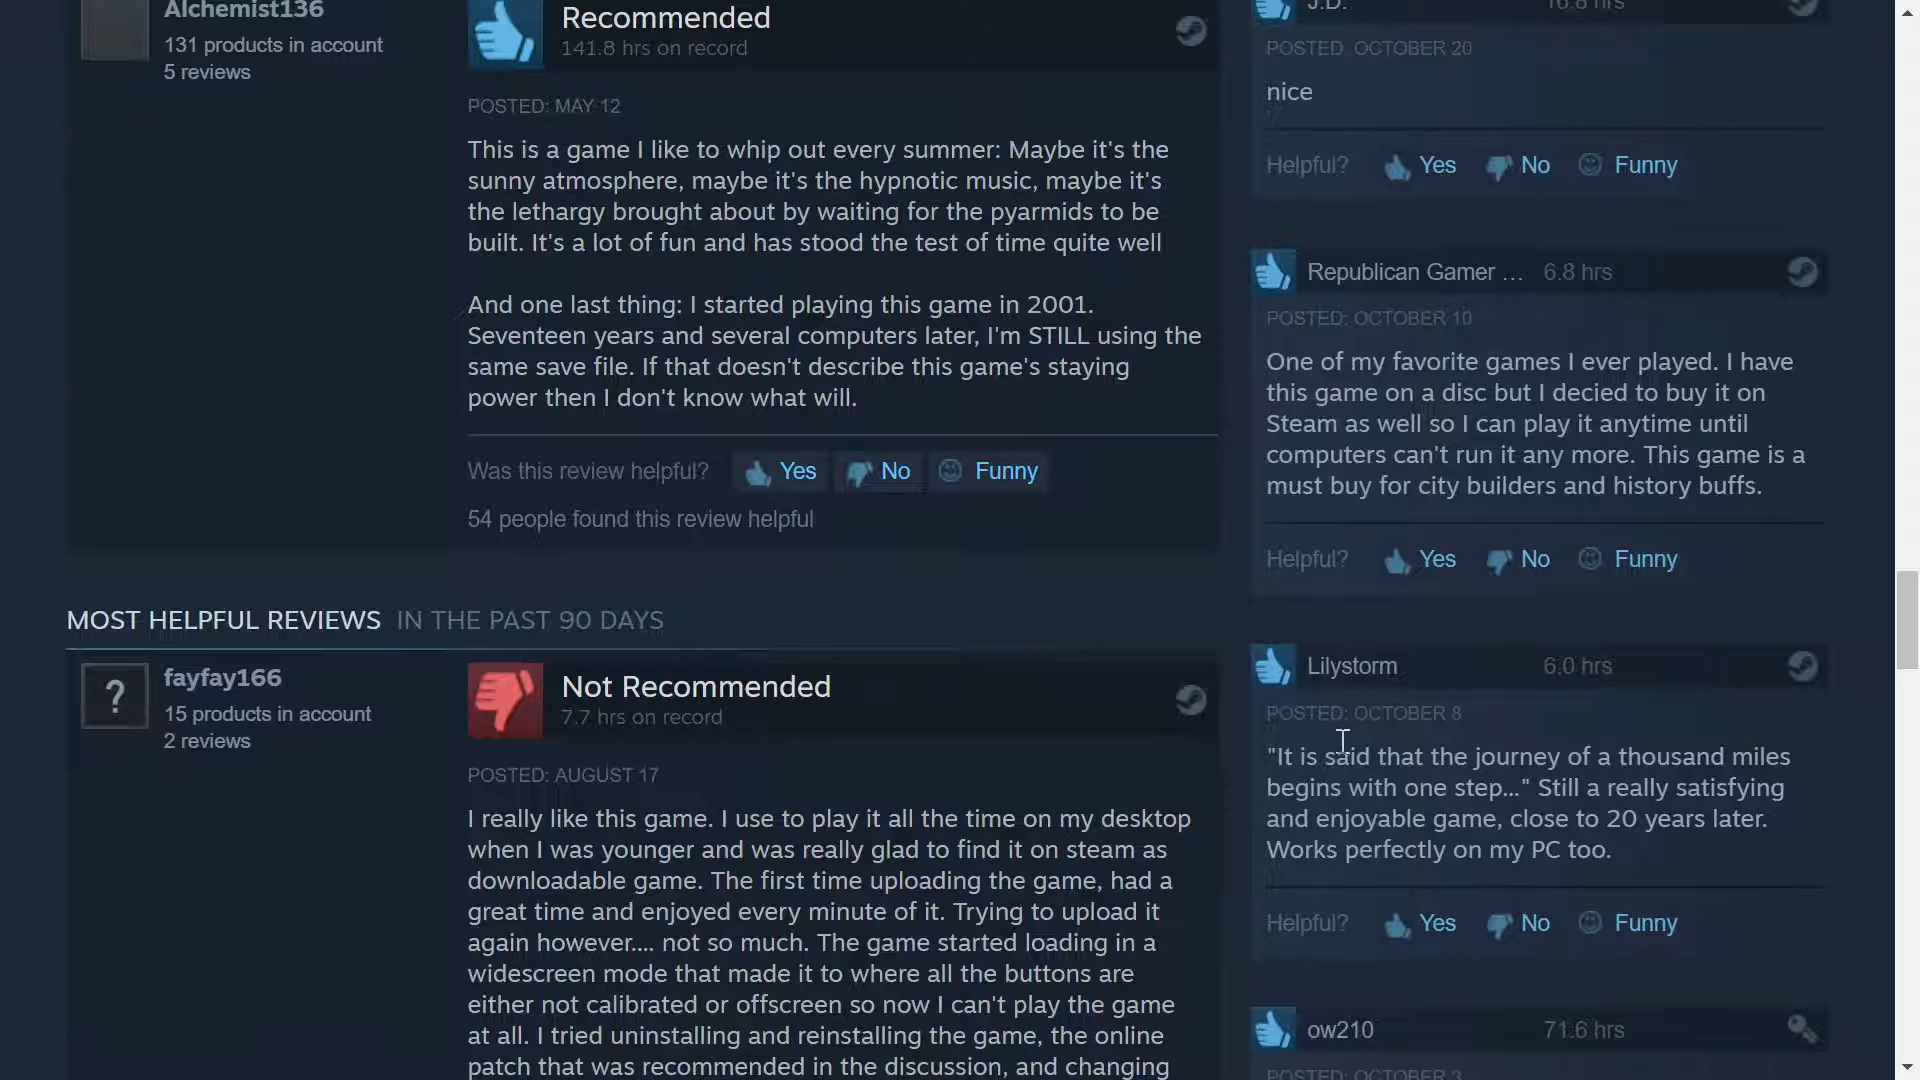 Alchemist136
131 products in account
5 reviews
Recommended
141.8 hrs on record
POSTED: MAY 12
This is a game I like to whip out every summer: Maybe it's the
sunny atmosphere, maybe it's the hypnotic music, maybe it's
the lethargy brought about by waiting for the pyarmids to be
built. It's a lot of fun and has stood the test of time quite well
And one last thing: I started playing this game in 2001.
Seventeen years and several computers later, I'm STILL using the
same save file. If that doesn't describe this game's staying
power then I don't know what will.
Was this review helpful? Yes No Funny
54 people found this review helpful
MOST HELPFUL REVIEWS IN THE PAST 90 DAYS
fayfay166
15 products in account
2 reviews
Not Recommended
7.7 hrs on record
POSTED: AUGUST 17
I really like this game. I use to play it all the time on my desktop
when I was younger and was really glad to find it on steam as
downloadable game. The first time uploading the game, had a
great time and enjoyed every minute of it. Trying to upload it
again however.... not so much. The game started loading in a
widescreen mode that made it to where all the buttons are
either not calibrated or offscreen so now I can't play the game
at all. I tried uninstalling and reinstalling the game, the online
patch that was recommended in the discussion, and changing
J.D. 16.8 hrs
POSTED: OCTOBER 20
nice
Helpful? Yes No Funny
Republican Gamer ... 6.8 hrs
POSTED: OCTOBER 10
One of my favorite games I ever played. I have
this game on a disc but I decied to buy it on
Steam as well so I can play it anytime until
computers can't run it any more. This game is a
must buy for city builders and history buffs.
Helpful? Yes No Funny
Lilystorm 6.0 hrs
POSTED: OCTOBER 8
"It is said that the journey of a thousand miles
begins with one step..." Still a really satisfying
and enjoyable game, close to 20 years later.
Works perfectly on my PC too.
Helpful? Yes No Funny
ow210 71.6 hrs
POSTED: OCTOBER 3